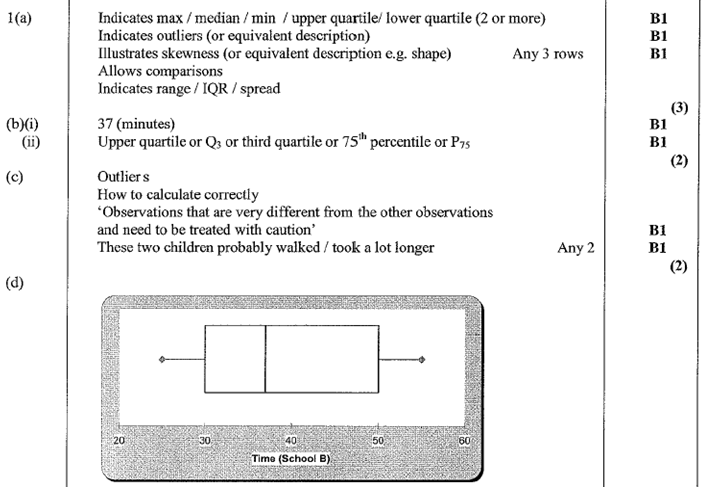 1(a) Indicates max / median / min / upper quartile/ lower quartile (2 or more) B1
Indicates outliers (or equivalent description) B1
Illustrates skewness (or equivalent description e.g. shape) Any 3 rows B1
Allows comparisons
Indicates range / IQR / spread
(3)
(b)(i) 37 (minutes) B1
(ii) Upper quartile or Q3 or third quartile or 75th percentile or P75 B1
(2)
(c) Outliers
How to calculate correctly
‘Observations that are very different from the other observations
and need to be treated with caution’ B1
These two children probably walked / took a lot longer Any 2 B1
(2)
(d)
20 30 40 50 60
Time (School B)